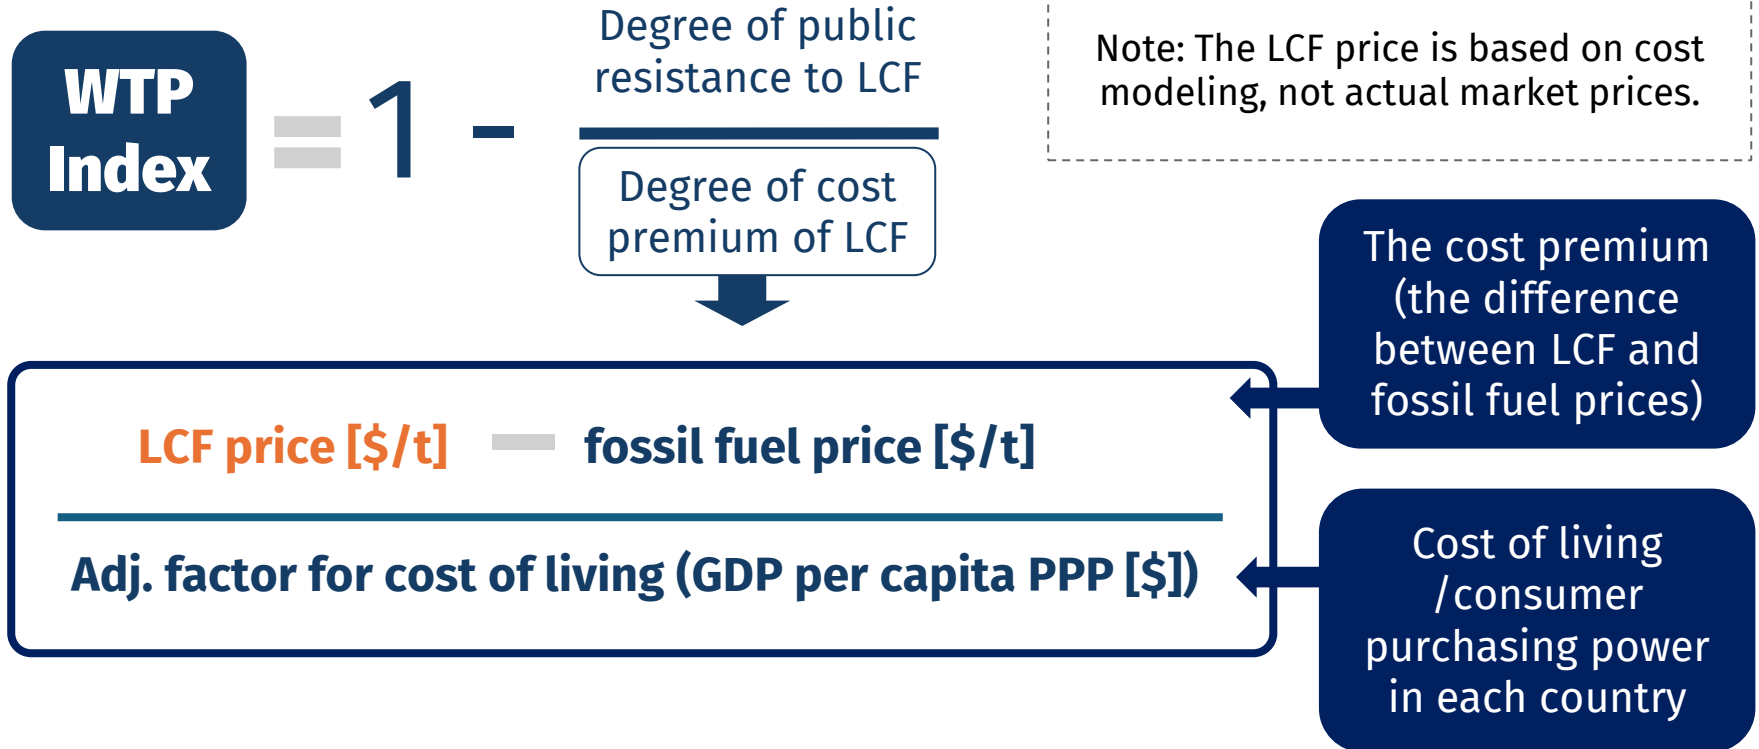 WTP
Index
= 1 -
Degree of public
resistance to LCF
Degree of cost
premium of LCF
Note: The LCF price is based on cost
modeling, not actual market prices.
LCF price [$/t] — fossil fuel price [$/t]
Adj. factor for cost of living (GDP per capita PPP [$])
The cost premium
(the difference
between LCF and
fossil fuel prices)
Cost of living
/consumer
purchasing power
in each country